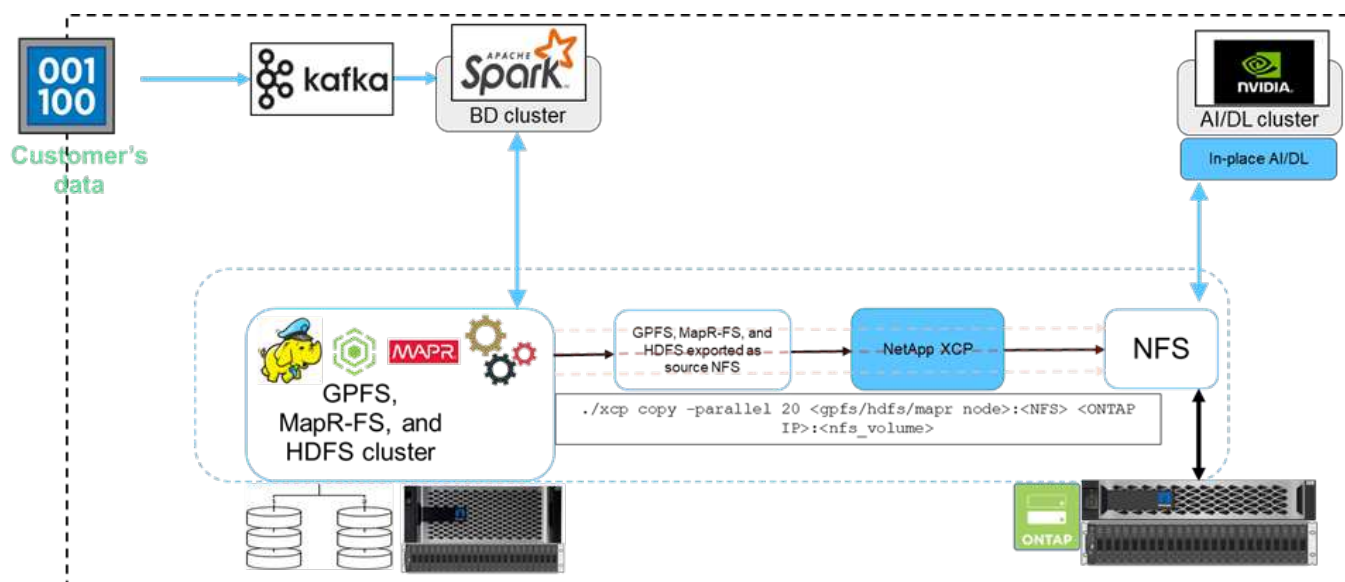 001
100
Customer's
data
kafka
APACHE
Spark
BD cluster
NVIDIA.
AI/DL cluster
In-place AI/DL
MAPR
GPFS,
MapR-FS, and
HDFS cluster
GPFS, MapR-FS, and
HDFS exported as
source NFS
NetApp XCP
NFS
./xcp copy -parallel 20 <gpfs/hdfs/mapr node>:<NFS> <ONTAP
IP>:<nfs_volume>
ONTAP